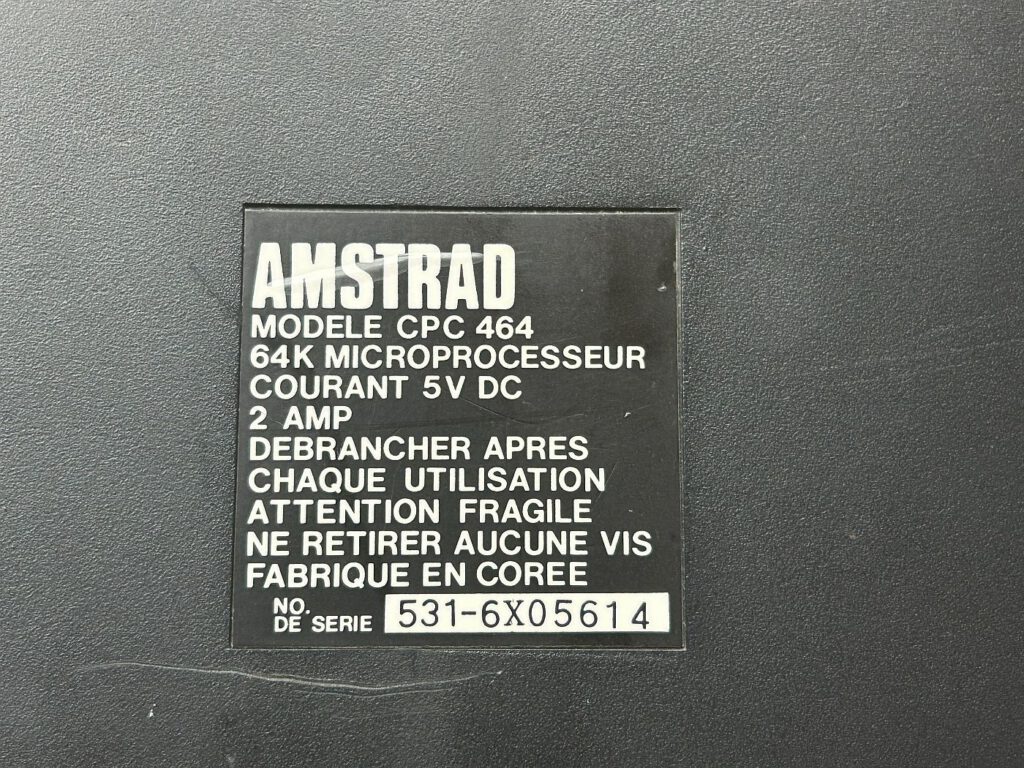 AMSTRAD
MODELE CPC 464
64K MICROPROCESSEUR
COURANT 5V DC
2 AMP
DEBRANCHER APRES
CHAQUE UTILISATION
ATTENTION FRAGILE
NE RETIRER AUCUNE VIS
FABRIQUE EN COREE
NO.
DE SERIE 531-6X05614